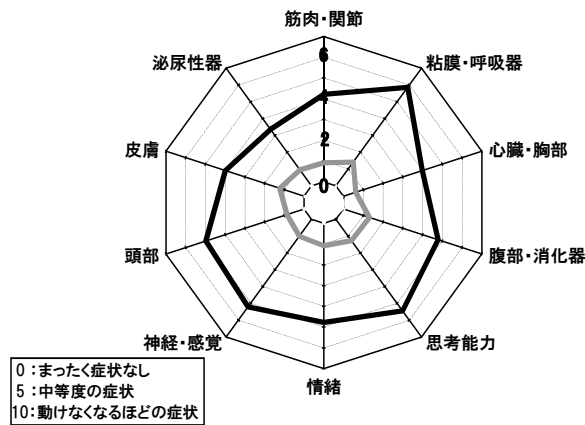 筋肉・関節
泌尿性器
粘膜・呼吸器
6
4
皮膚
心臓・胸部
2
0
頭部
腹部・消化器
神経・感覚
思考能力
情緒
0：まったく症状なし
5：中等度の症状
10：動けなくなるほどの症状